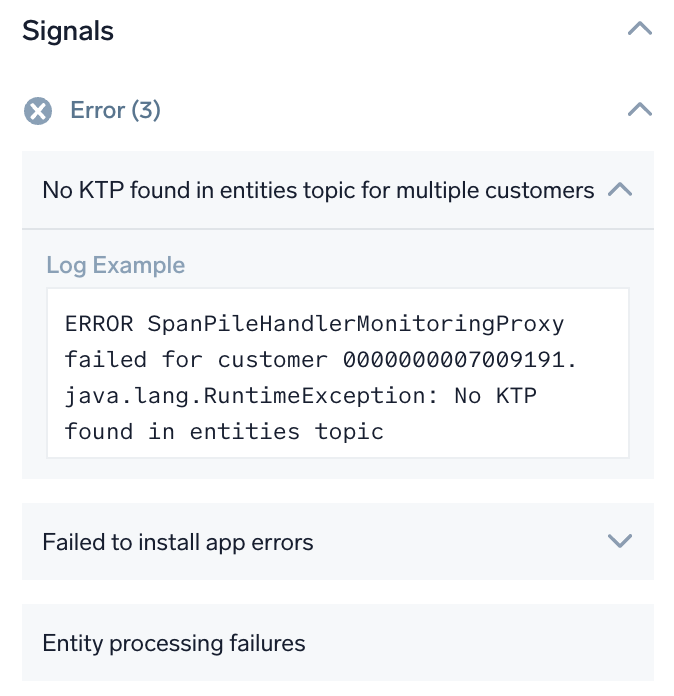 Signals
Error (3)
No KTP found in entities topic for multiple customers
Log Example
ERROR SpanPileHandlerMonitoringProxy
failed for customer 0000000007009191.
java.lang.RuntimeException: No KTP
found in entities topic
Failed to install app errors
Entity processing failures